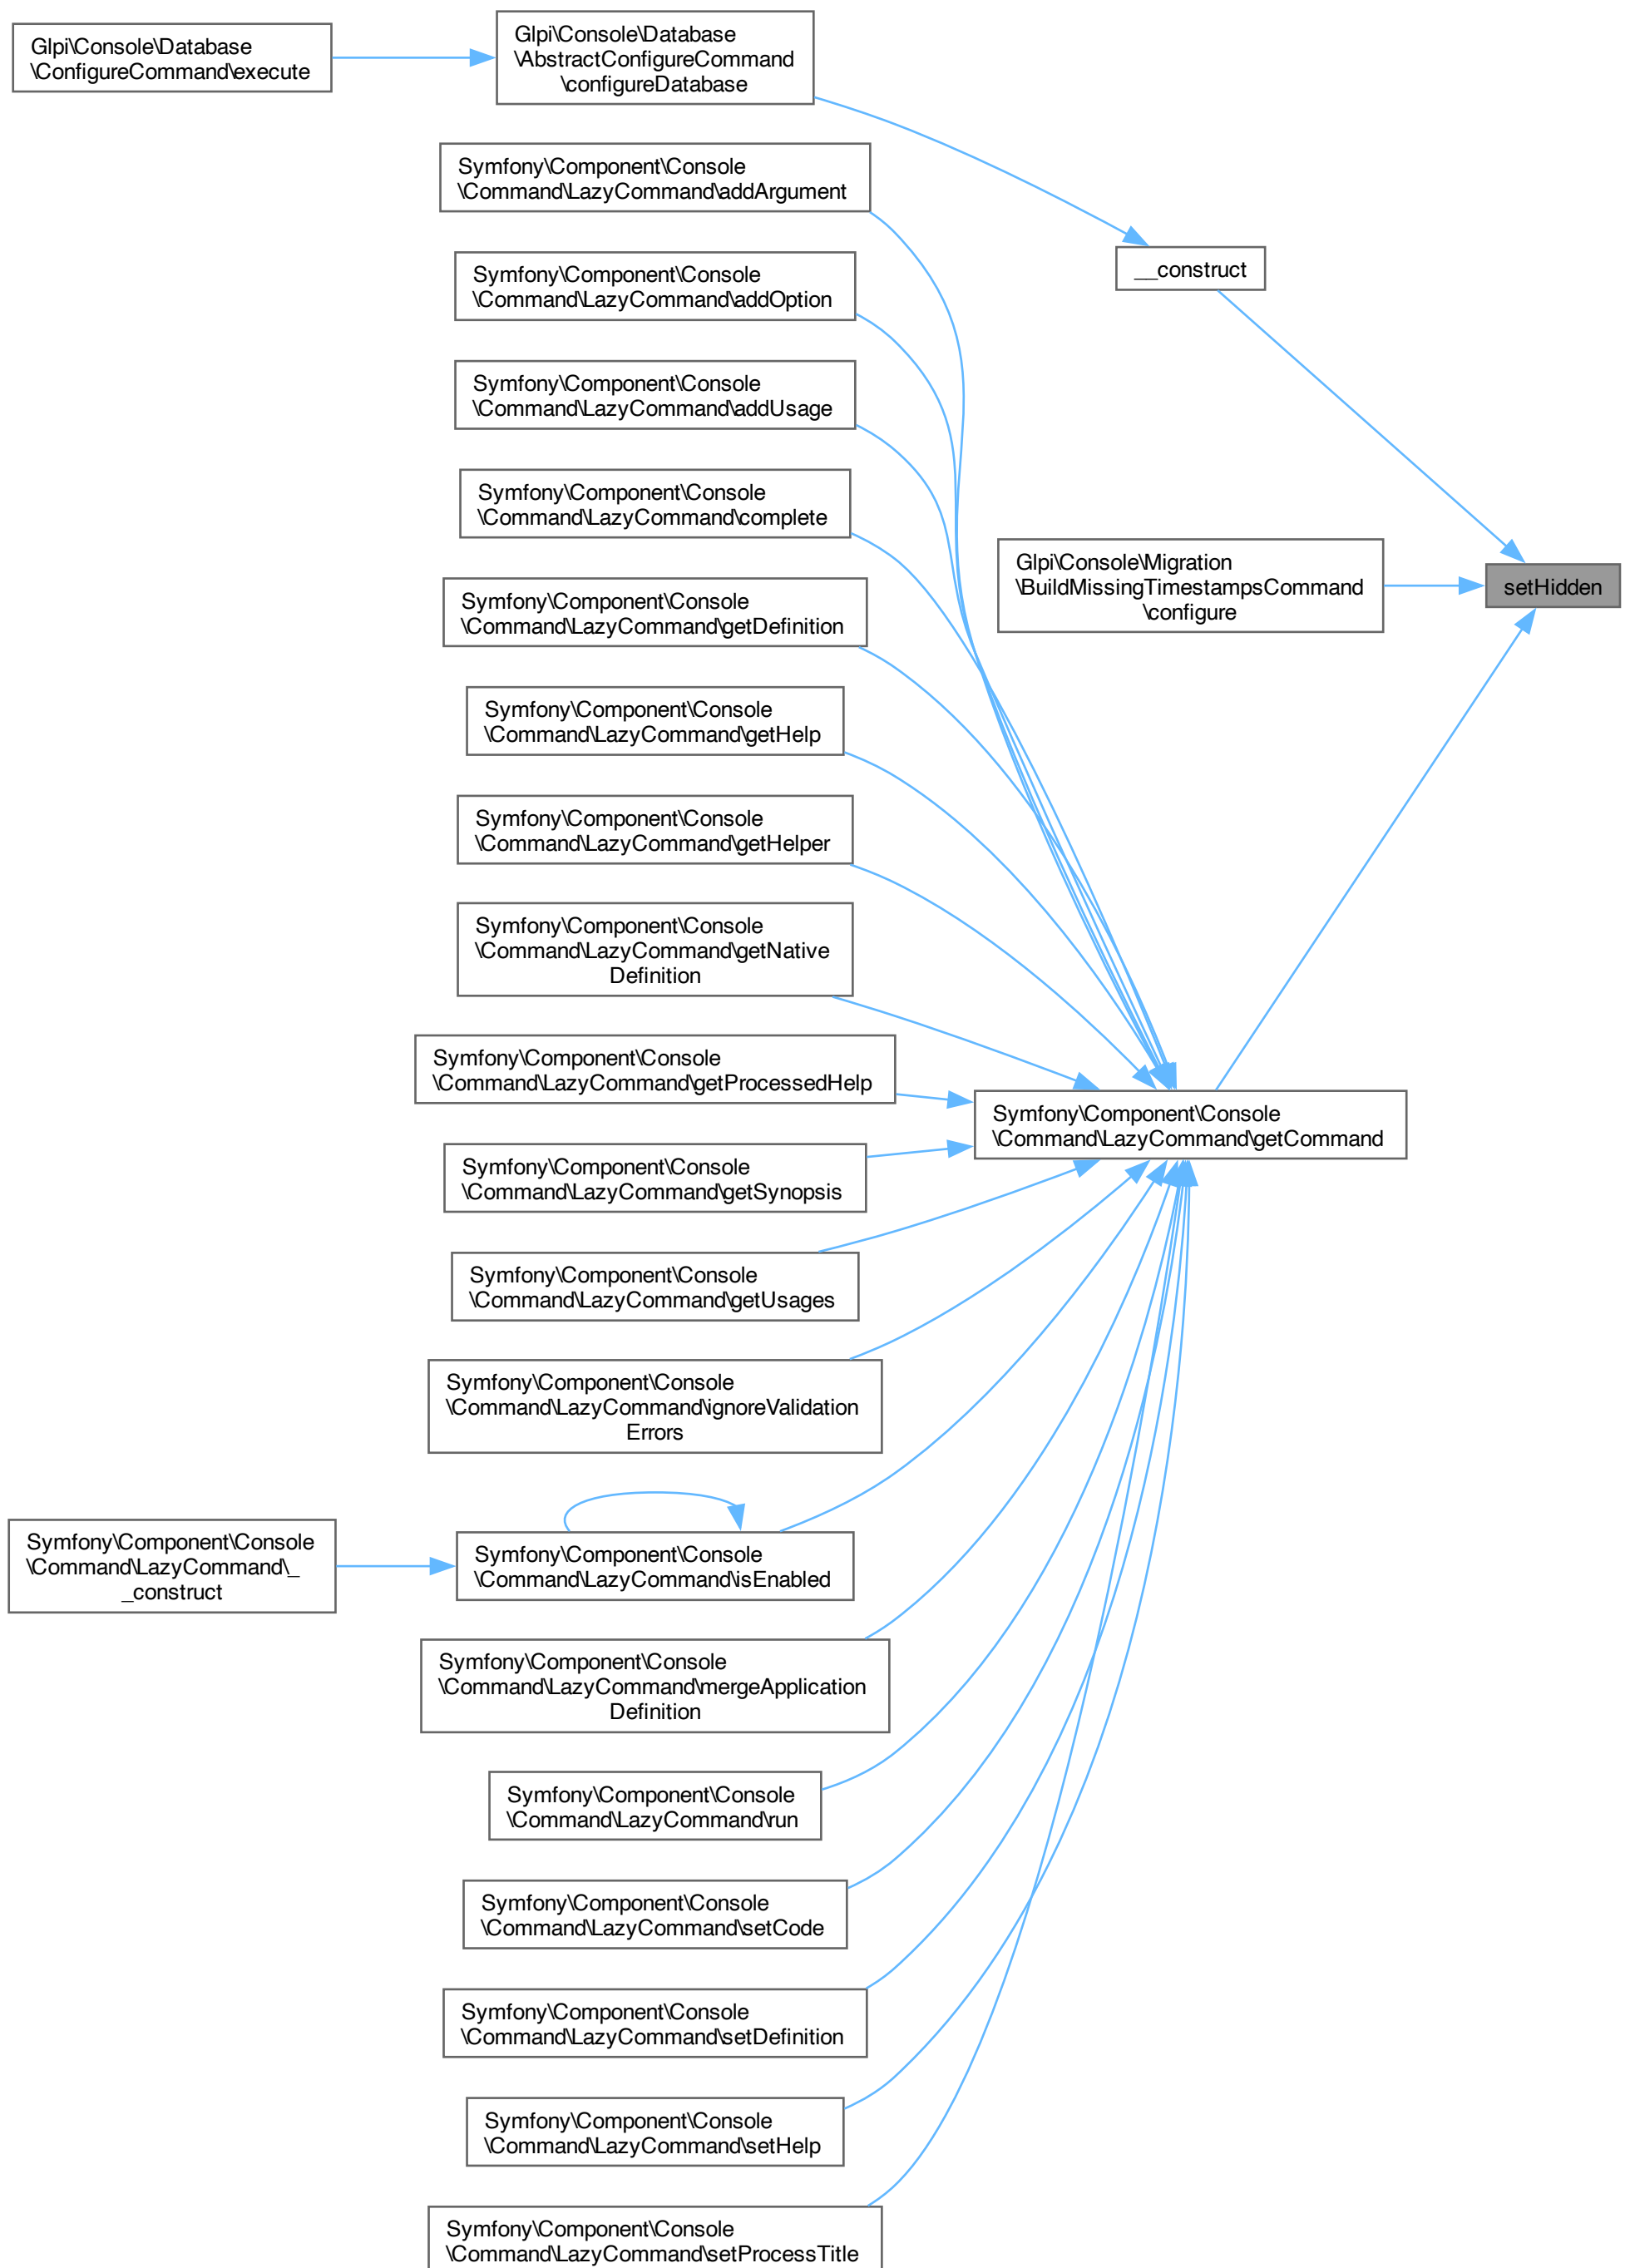 Glpi\Console\Database
\ConfigureCommand\execute
Glpi\Console\Database
\AbstractConfigureCommand
\configureDatabase
Symfony\Component\Console
\Command\LazyCommand\addArgument
__construct
Symfony\Component\Console
\Command\LazyCommand\addOption
Symfony\Component\Console
\Command\LazyCommand\addUsage
Symfony\Component\Console
\Command\LazyCommand\complete
Glpi\Console\Migration
\BuildMissingTimestampsCommand
\configure
setHidden
Symfony\Component\Console
\Command\LazyCommand\getDefinition
Symfony\Component\Console
\Command\LazyCommand\getHelp
Symfony\Component\Console
\Command\LazyCommand\getHelper
Symfony\Component\Console
\Command\LazyCommand\getNative
Definition
Symfony\Component\Console
\Command\LazyCommand\getProcessedHelp
Symfony\Component\Console
\Command\LazyCommand\getCommand
Symfony\Component\Console
\Command\LazyCommand\getSynopsis
Symfony\Component\Console
\Command\LazyCommand\getUsages
Symfony\Component\Console
\Command\LazyCommand\ignoreValidation
Errors
Symfony\Component\Console
\Command\LazyCommand\_
_construct
Symfony\Component\Console
\Command\LazyCommand\isEnabled
Symfony\Component\Console
\Command\LazyCommand\mergeApplication
Definition
Symfony\Component\Console
\Command\LazyCommand\run
Symfony\Component\Console
\Command\LazyCommand\setCode
Symfony\Component\Console
\Command\LazyCommand\setDefinition
Symfony\Component\Console
\Command\LazyCommand\setHelp
Symfony\Component\Console
\Command\LazyCommand\setProcessTitle